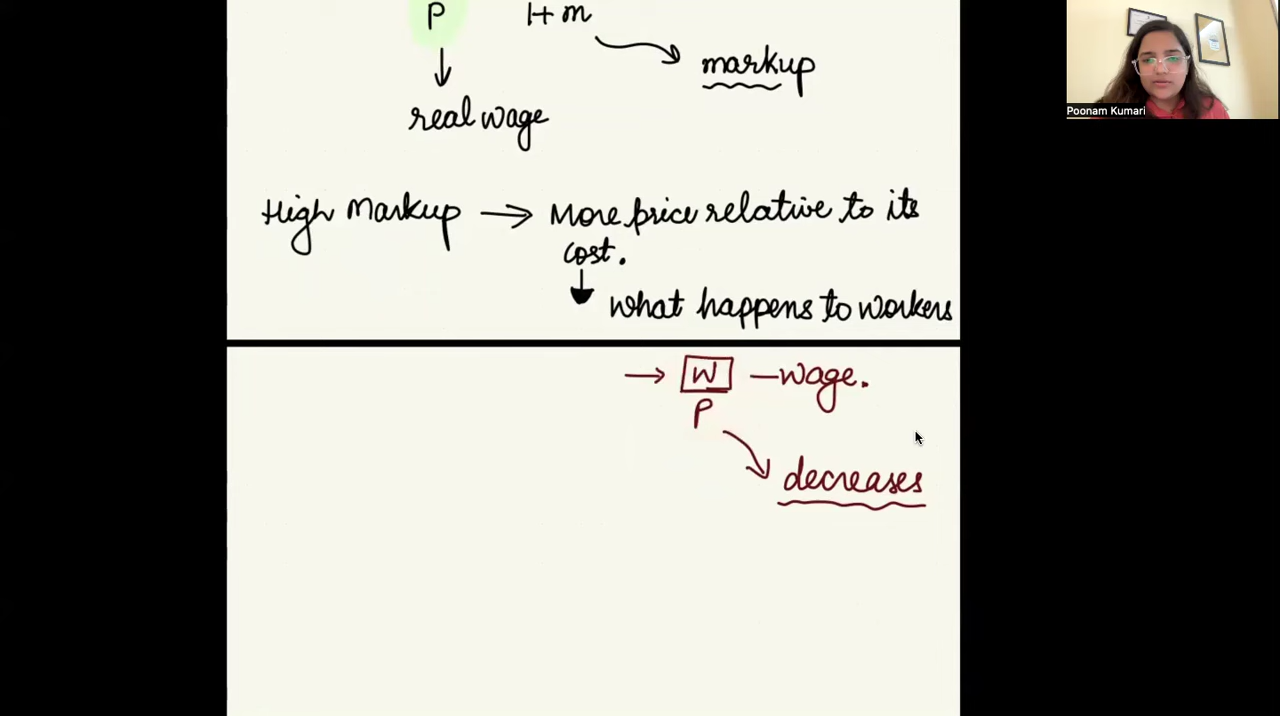 P 1+m
markup
real wage
Poonam Kumari
High Markup → More price relative to its
cost.
what happens to workers
→ W — wage.
P
decreases